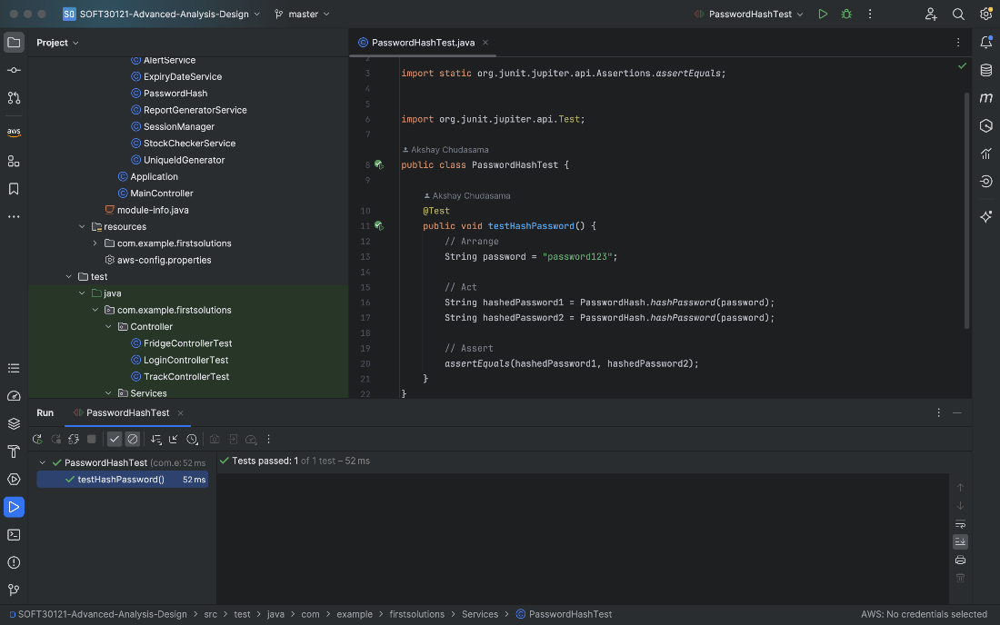 SO SOFT30121-Advanced-Analysis-Design master PasswordHashTest
Project
AlertService
ExpiryDateService
PasswordHash
ReportGeneratorService
SessionManager
StockCheckerService
UniqueIdGenerator
Application
MainController
module-info.java
resources
com.example.firstsolutions
aws-config.properties
test
java
com.example.firstsolutions
Controller
FridgeControllerTest
LoginControllerTest
TrackControllerTest
Services
aws
PasswordHashTest.java
2
3 import static org.junit.jupiter.api.Assertions.assertEquals;
4
5
6 import org.junit.jupiter.api.Test;
7
Akshay Chudasama
8 public class PasswordHashTest {
9
Akshay Chudasama
10 @Test
11 public void testHashPassword() {
12 // Arrange
13 String password = "password123";
14
15 // Act
16 String hashedPassword1 = PasswordHash.hashPassword(password);
17 String hashedPassword2 = PasswordHash.hashPassword(password);
18
19 // Assert
20 assertEquals(hashedPassword1, hashedPassword2);
21 }
22 }
m
Run PasswordHashTest
PasswordHashTest (com.e: 52 ms
testHashPassword() 52 ms
Tests passed: 1 of 1 test – 52 ms
SOFT30121-Advanced-Analysis-Design > src > test > java > com > example > firstsolutions > Services > PasswordHashTest
AWS: No credentials selected